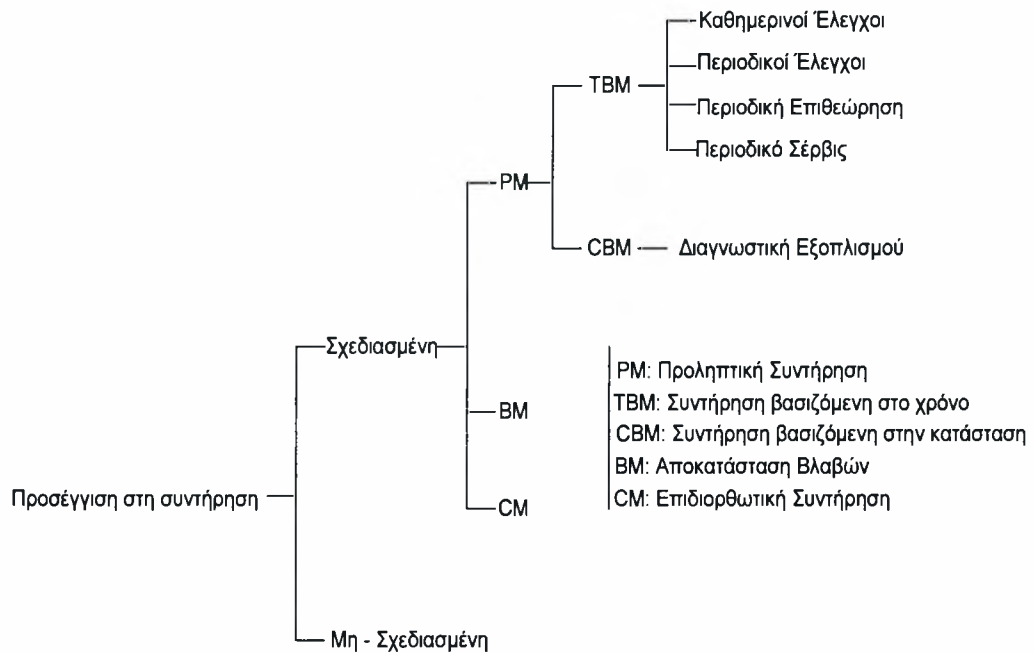 Καθημερινοί Έλεγχοι
Περιοδικοί Έλεγχοι
TBM
Περιοδική Επιθεώρηση
Περιοδικό Σέρβις
PM
CBM
Διαγνωστική Εξοπλισμού
Σχεδιασμένη
PM: Προληπτική Συντήρηση
TBM: Συντήρηση βασιζόμενη στο χρόνο
BM
CBM: Συντήρηση βασιζόμενη στην κατάσταση
BM: Αποκατάσταση Βλαβών
CM: Επιδιορθωτική Συντήρηση
Προσέγγιση στη συντήρηση
CM
Μη - Σχεδιασμένη